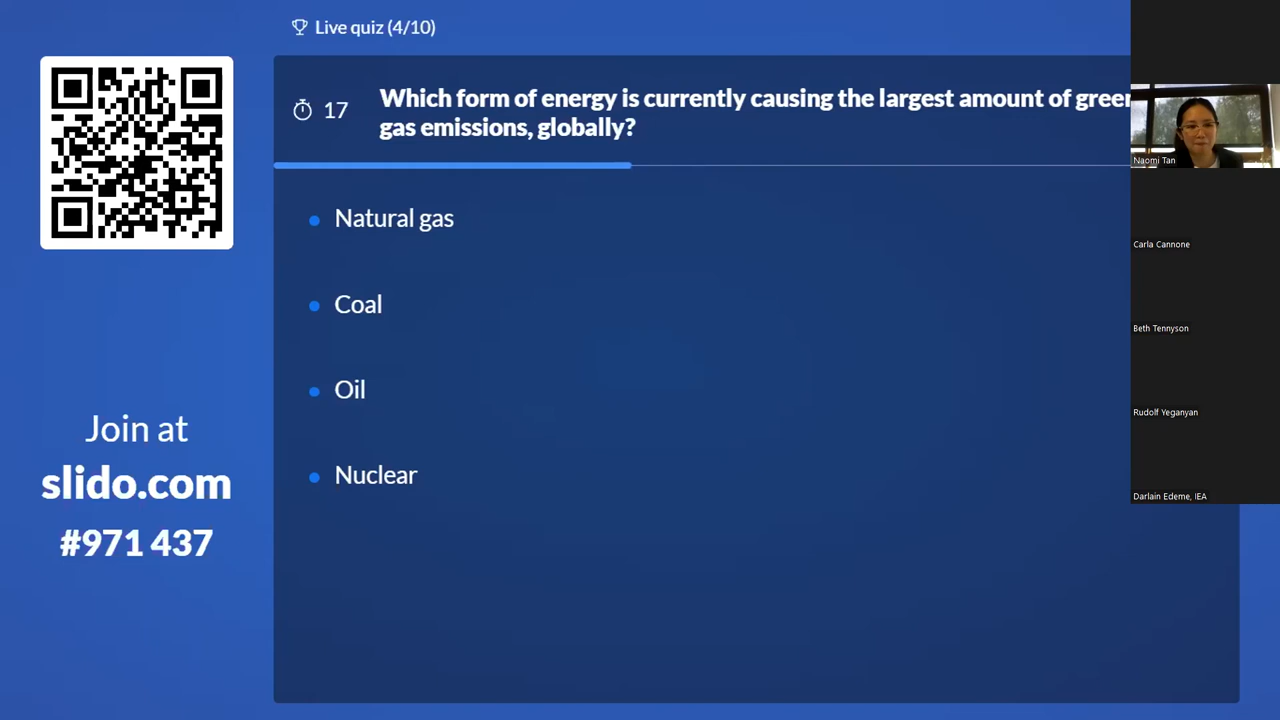 Live quiz (4/10)
17
Which form of energy is currently causing the largest amount of
gas emissions, globally?
Natural gas
Coal
Oil
Nuclear
Join at
slido.com
#971 437
Naomi Tan
Carla Cannone
Beth Tennyson
Rudolf Yeganyan
Darlain Edeme, IEA